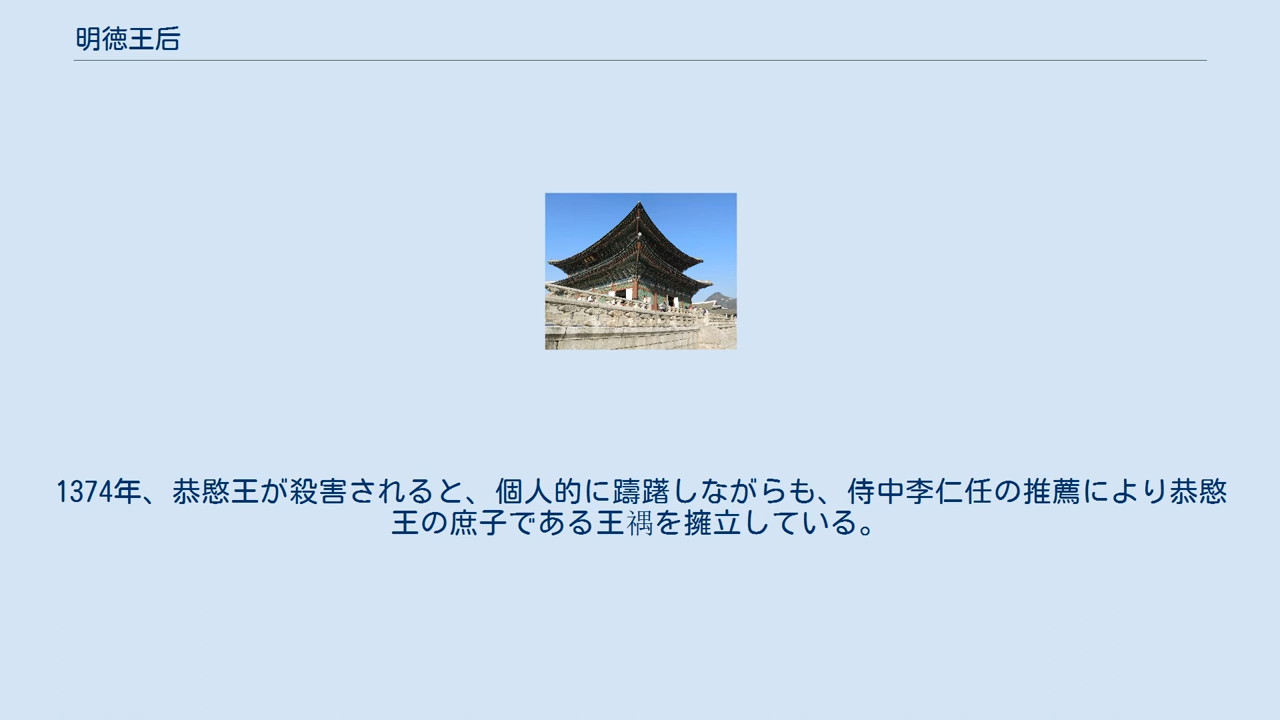 明徳王后
1374年、恭愍王が殺害されると、個人的に躊躇しながらも、侍中李仁任の推薦により恭愍
王の庶子である王禑を擁立している。